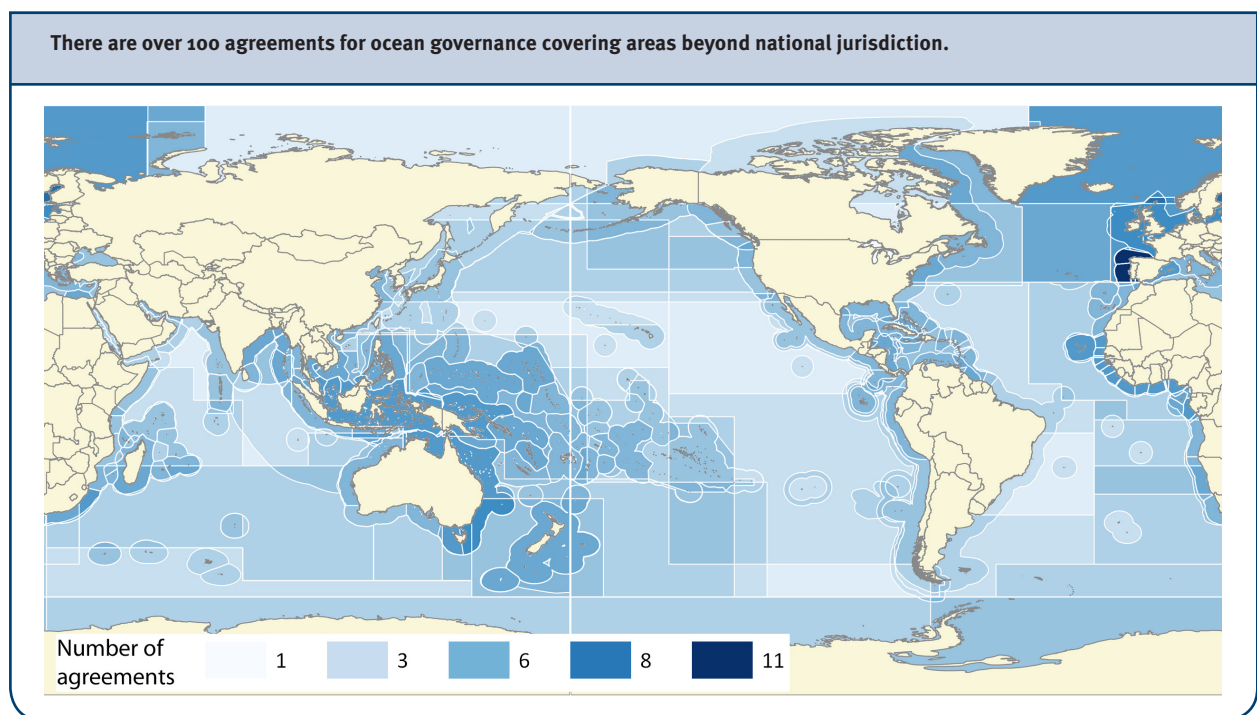 There are over 100 agreements for ocean governance covering areas beyond national jurisdiction.
Number of
agreements
1
3
6
8
11